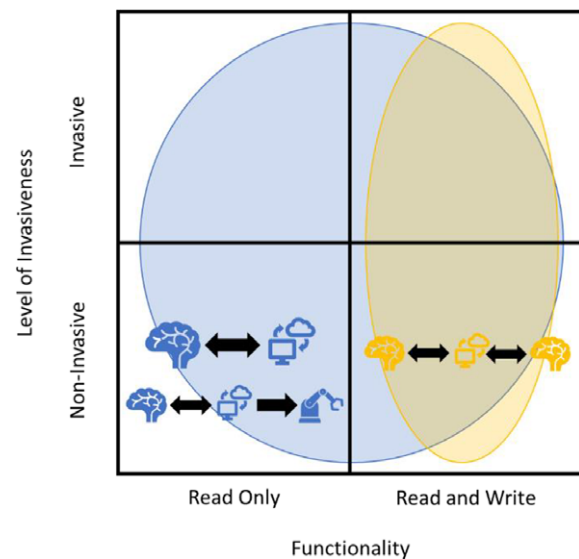 Level of Invasiveness
Invasive
Non-Invasive
Read Only
Read and Write
Functionality